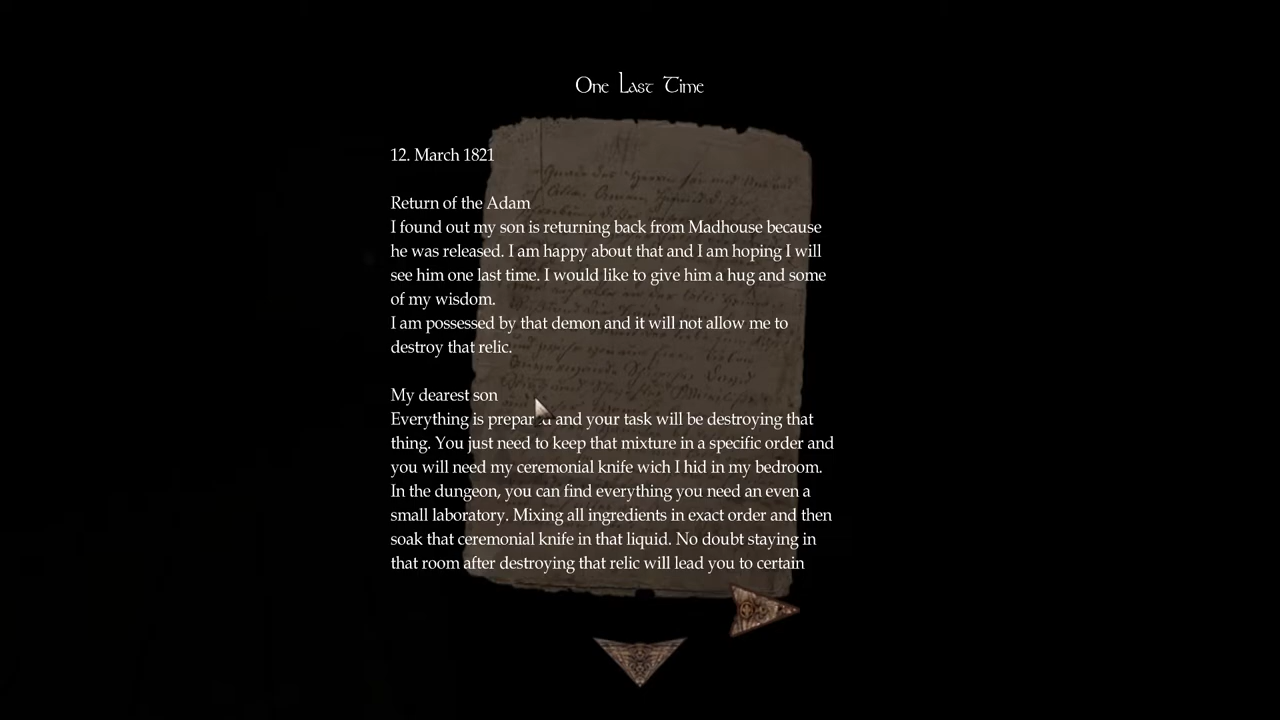 One Last Time
12. March 1821
Return of the Adam
I found out my son is returning back from Madhouse because
he was released. I am happy about that and I am hoping I will
see him one last time. I would like to give him a hug and some
of my wisdom.
I am possessed by that demon and it will not allow me to
destroy that relic.
My dearest son
Everything is and your task will be destroying that
thing. You just need to keep that mixture in a specific order and
you will need my ceremonial knife wich I hid in my bedroom.
In the dungeon, you can find everything you need an even a
small laboratory. Mixing all ingredients in exact order and then
soak that ceremonial knife in that liquid. No doubt staying in
that room after destroying that relic will lead you to certain